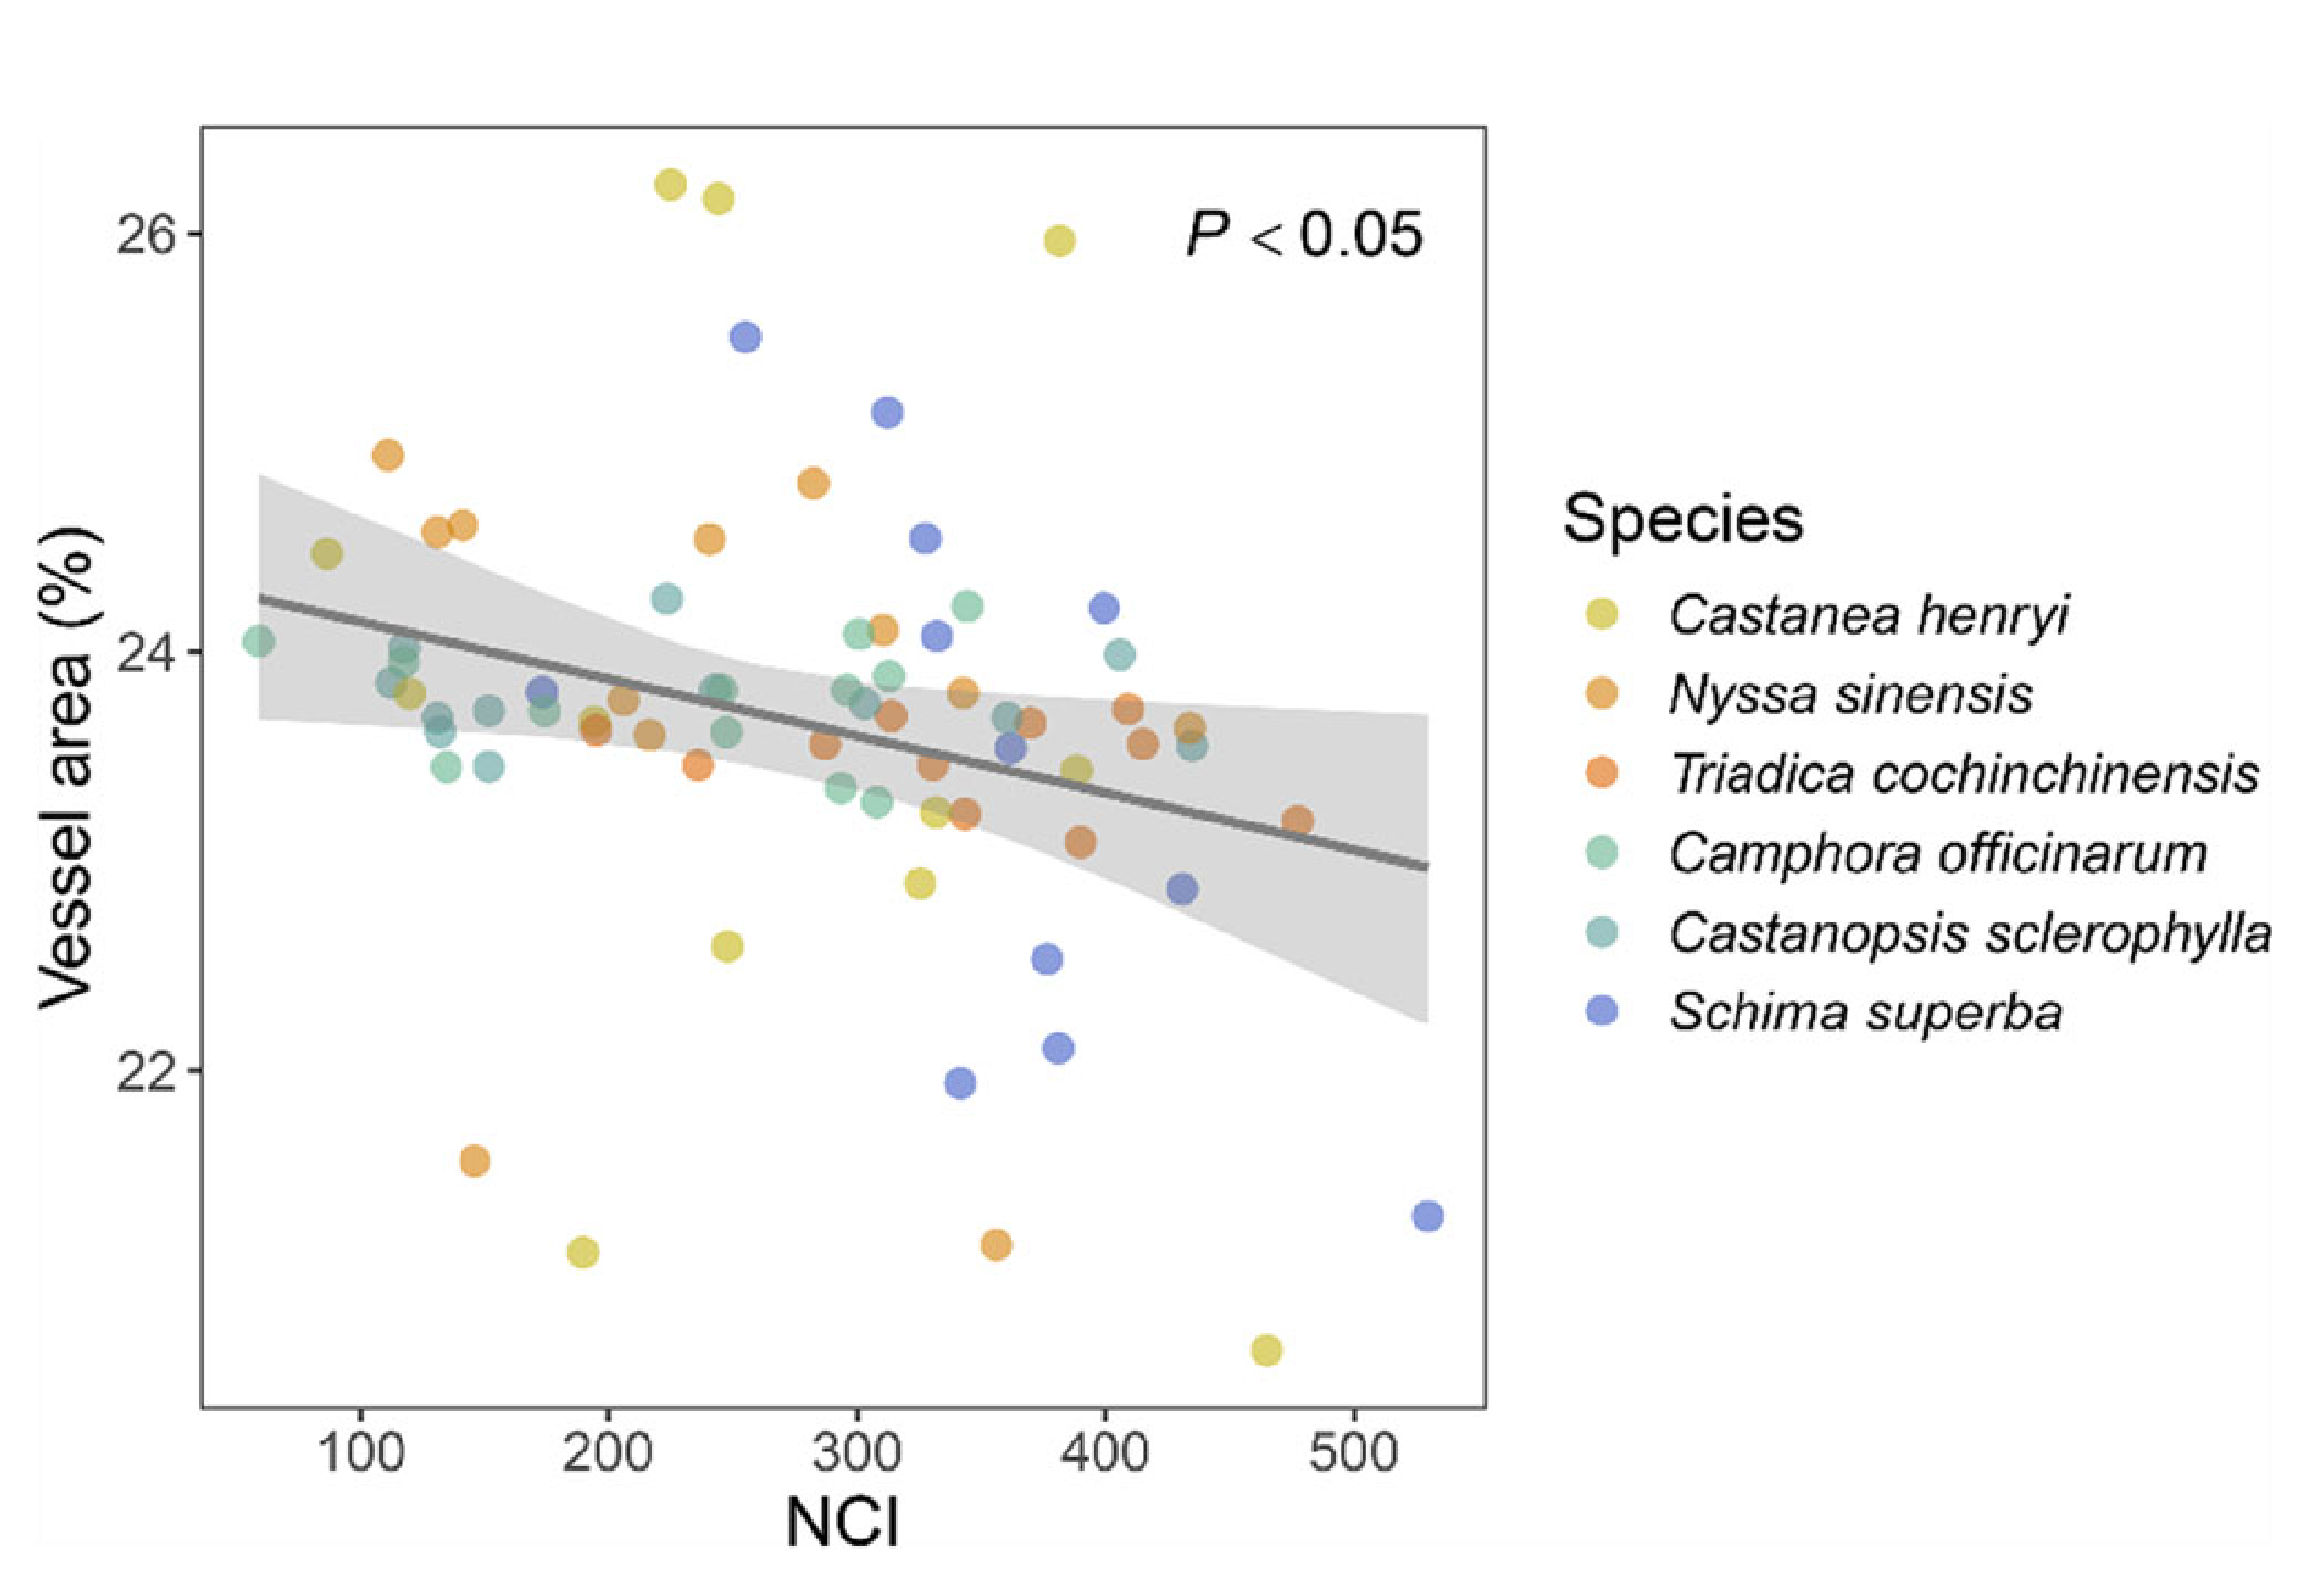 P < 0.05
26
24
22
Vessel area (%)
100 200 300 400 500
NCI
Species
Castanea henryi
Nyssa sinensis
Triadica cochinchinensis
Camphora officinarum
Castanopsis sclerophylla
Schima superba